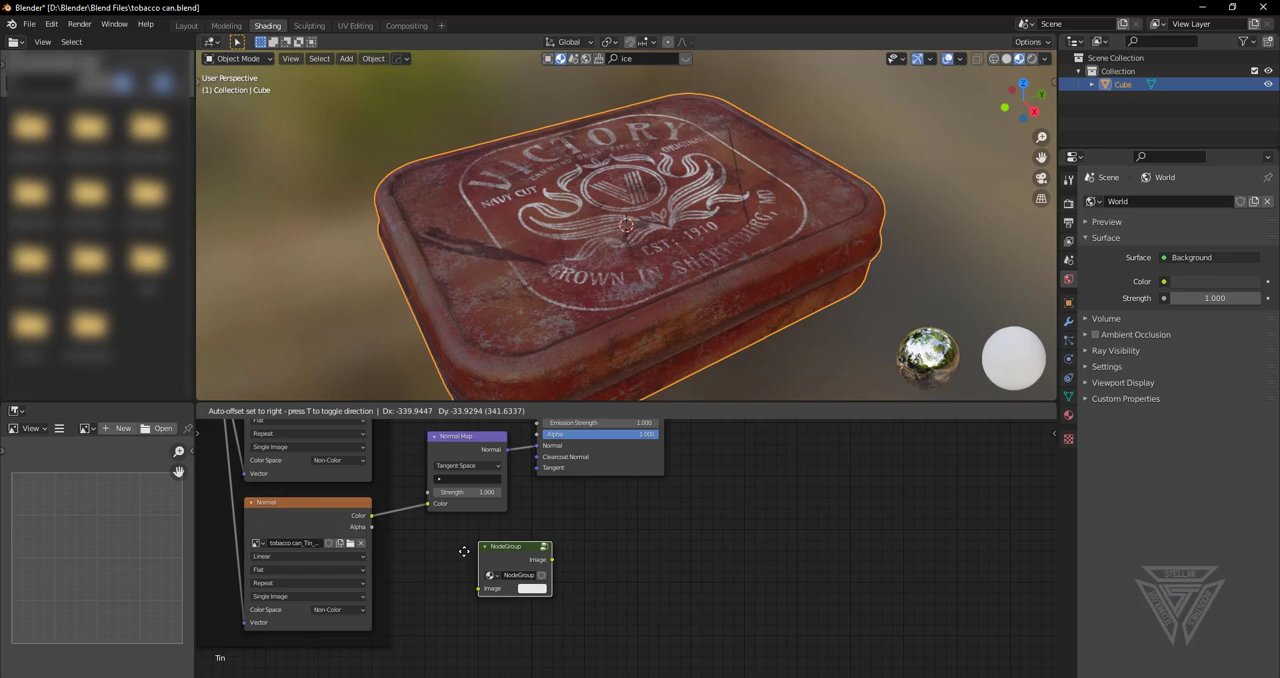 Blender* [D:\Blender\Blend Files\tobacco can.blend]
File Edit Render Window Help Layout Modeling Shading Sculpting UV Editing Compositing + Scene View Layer
View Select Global Options
Object Mode View Select Add Object ice
User Perspective
(1) Collection | Cube
Scene Collection
Collection
Cube
X
Y
Z
VICTORY
NAVY CUT
ORIGINAL
V
EST: 1910
GROWN IN SHARPSBURG, MD
Scene World
World
Preview
Surface
Surface Background
Color
Strength 1.000
Volume
Ambient Occlusion
Ray Visibility
Settings
Viewport Display
Custom Properties
Auto-offset set to right - press T to toggle direction | Dx: -339.9447 Dy: -33.9294 (341.6337)
View New Open
Flat
Repeat
Single Image
Color Space Non-Color
Vector
Normal Map
Normal
Tangent Space
Strength 1.000
Color
Emission Strength 1.000
Alpha 1.000
Normal
Clearcoat Normal
Tangent
Normal
Color
Alpha
tobacco can_Tin_...
Linear
Flat
Repeat
Single Image
Color Space Non-Color
Vector
NodeGroup
Image
NodeGroup
Image
Tin
STELLAR